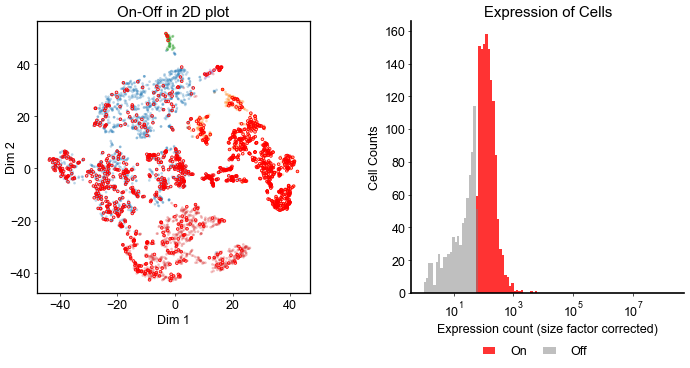 On-Off in 2D plot
40
20
0
−20
−40
Dim 2
−40 −20 0 20 40
Dim 1
Expression of Cells
160
140
120
100
80
60
40
20
0
Cell Counts
10^1 10^3 10^5 10^7
Expression count (size factor corrected)
On Off